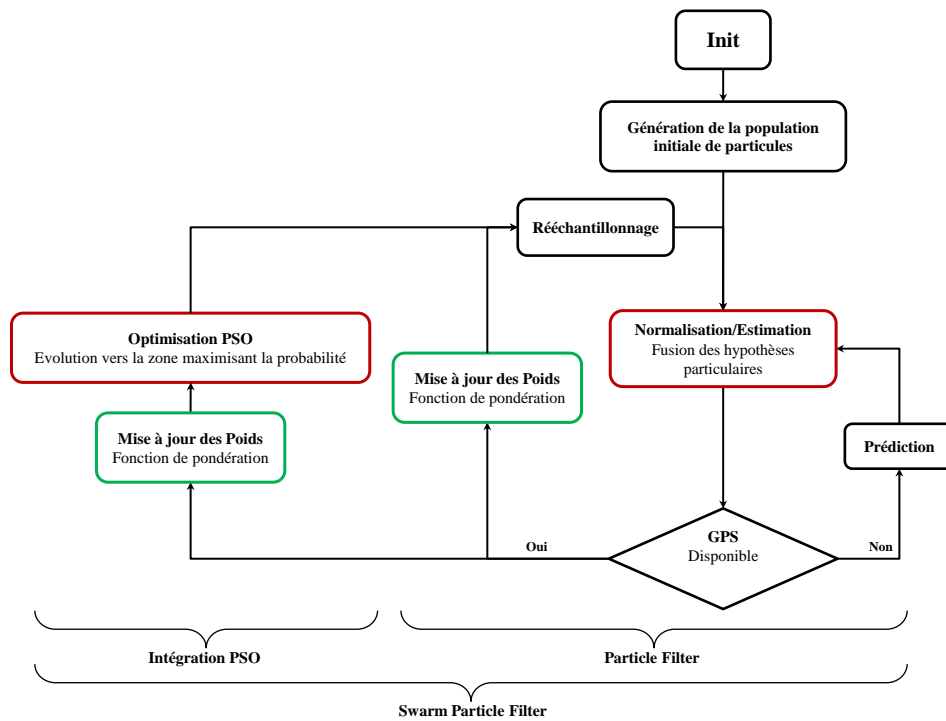 Init
Génération de la population
initiale de particules
Rééchantillonnage
Optimisation PSO
Evolution vers la zone maximisant la probabilité
Normalisation/Estimation
Fusion des hypothèses
particulaires
Mise à jour des Poids
Fonction de pondération
Mise à jour des Poids
Fonction de pondération
Prédiction
GPS
Disponible
Oui
Non
Intégration PSO
Particle Filter
Swarm Particle Filter